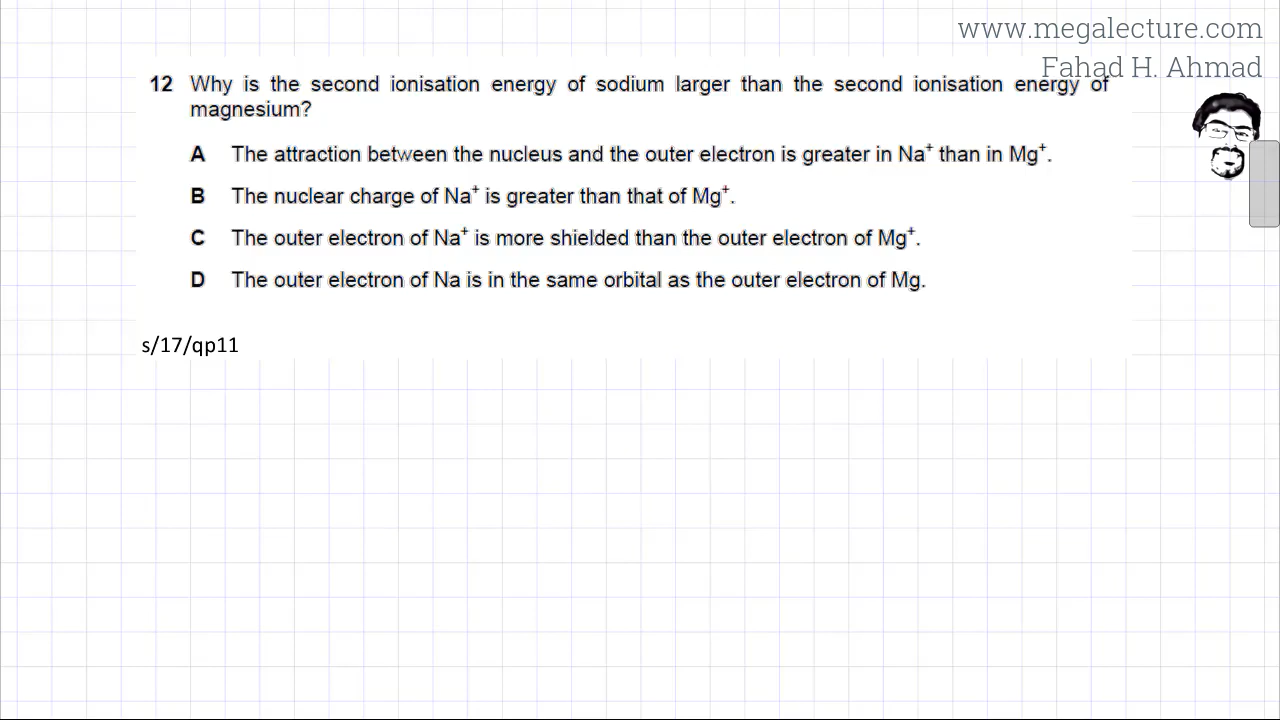 www.megalecture.com
Fahad H. Ahmad
12 Why is the second ionisation energy of sodium larger than the second ionisation energy of
magnesium?
A The attraction between the nucleus and the outer electron is greater in Na⁺ than in Mg⁺.
B The nuclear charge of Na⁺ is greater than that of Mg⁺.
C The outer electron of Na⁺ is more shielded than the outer electron of Mg⁺.
D The outer electron of Na is in the same orbital as the outer electron of Mg.
s/17/qp11